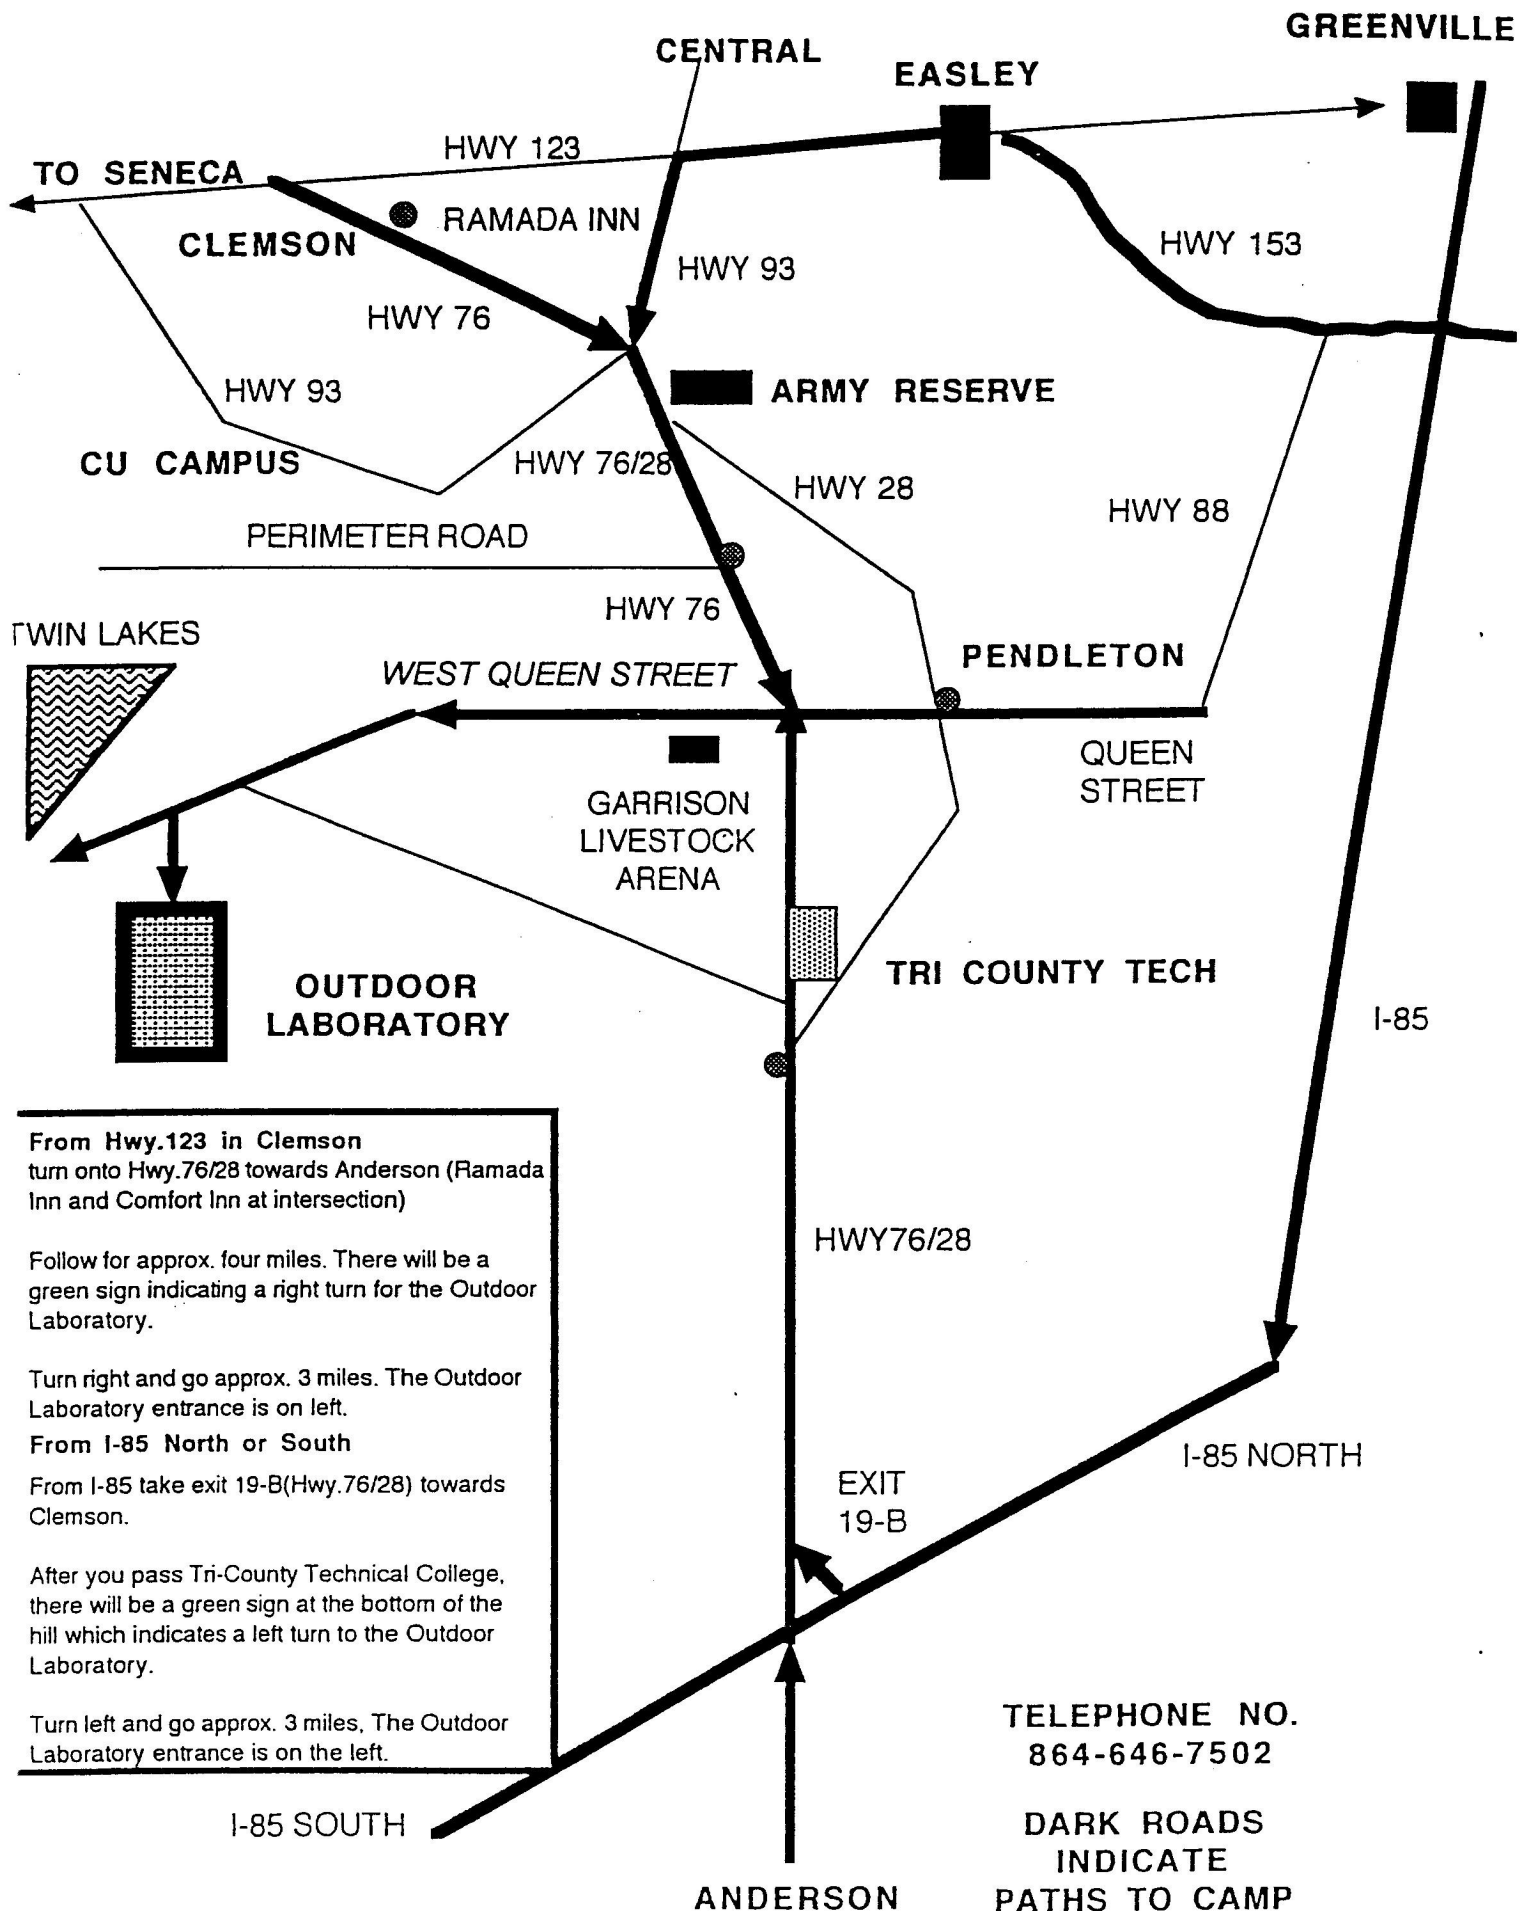 GREENVILLE
CENTRAL
EASLEY
HWY 123
TO SENECA
RAMADA INN
CLEMSON
HWY 153
HWY 93
HWY 76
HWY 93
ARMY RESERVE
CU CAMPUS
HWY 76/28
HWY 28
HWY 88
PERIMETER ROAD
HWY 76
TWIN LAKES
PENDLETON
WEST QUEEN STREET
QUEEN
STREET
GARRISON
LIVESTOCK
ARENA
TRI COUNTY TECH
OUTDOOR
LABORATORY
I-85
From Hwy.123 in Clemson
turn onto Hwy.76/28 towards Anderson (Ramada
Inn and Comfort Inn at intersection)
Follow for approx. four miles. There will be a
green sign indicating a right turn for the Outdoor
Laboratory.
Turn right and go approx. 3 miles. The Outdoor
Laboratory entrance is on left.
From I-85 North or South
From I-85 take exit 19-B(Hwy.76/28) towards
Clemson.
After you pass Tri-County Technical College,
there will be a green sign at the bottom of the
hill which indicates a left turn to the Outdoor
Laboratory.
Turn left and go approx. 3 miles, The Outdoor
Laboratory entrance is on the left.
HWY76/28
I-85 NORTH
EXIT
19-B
I-85 SOUTH
ANDERSON
TELEPHONE NO.
864-646-7502
DARK ROADS
INDICATE
PATHS TO CAMP